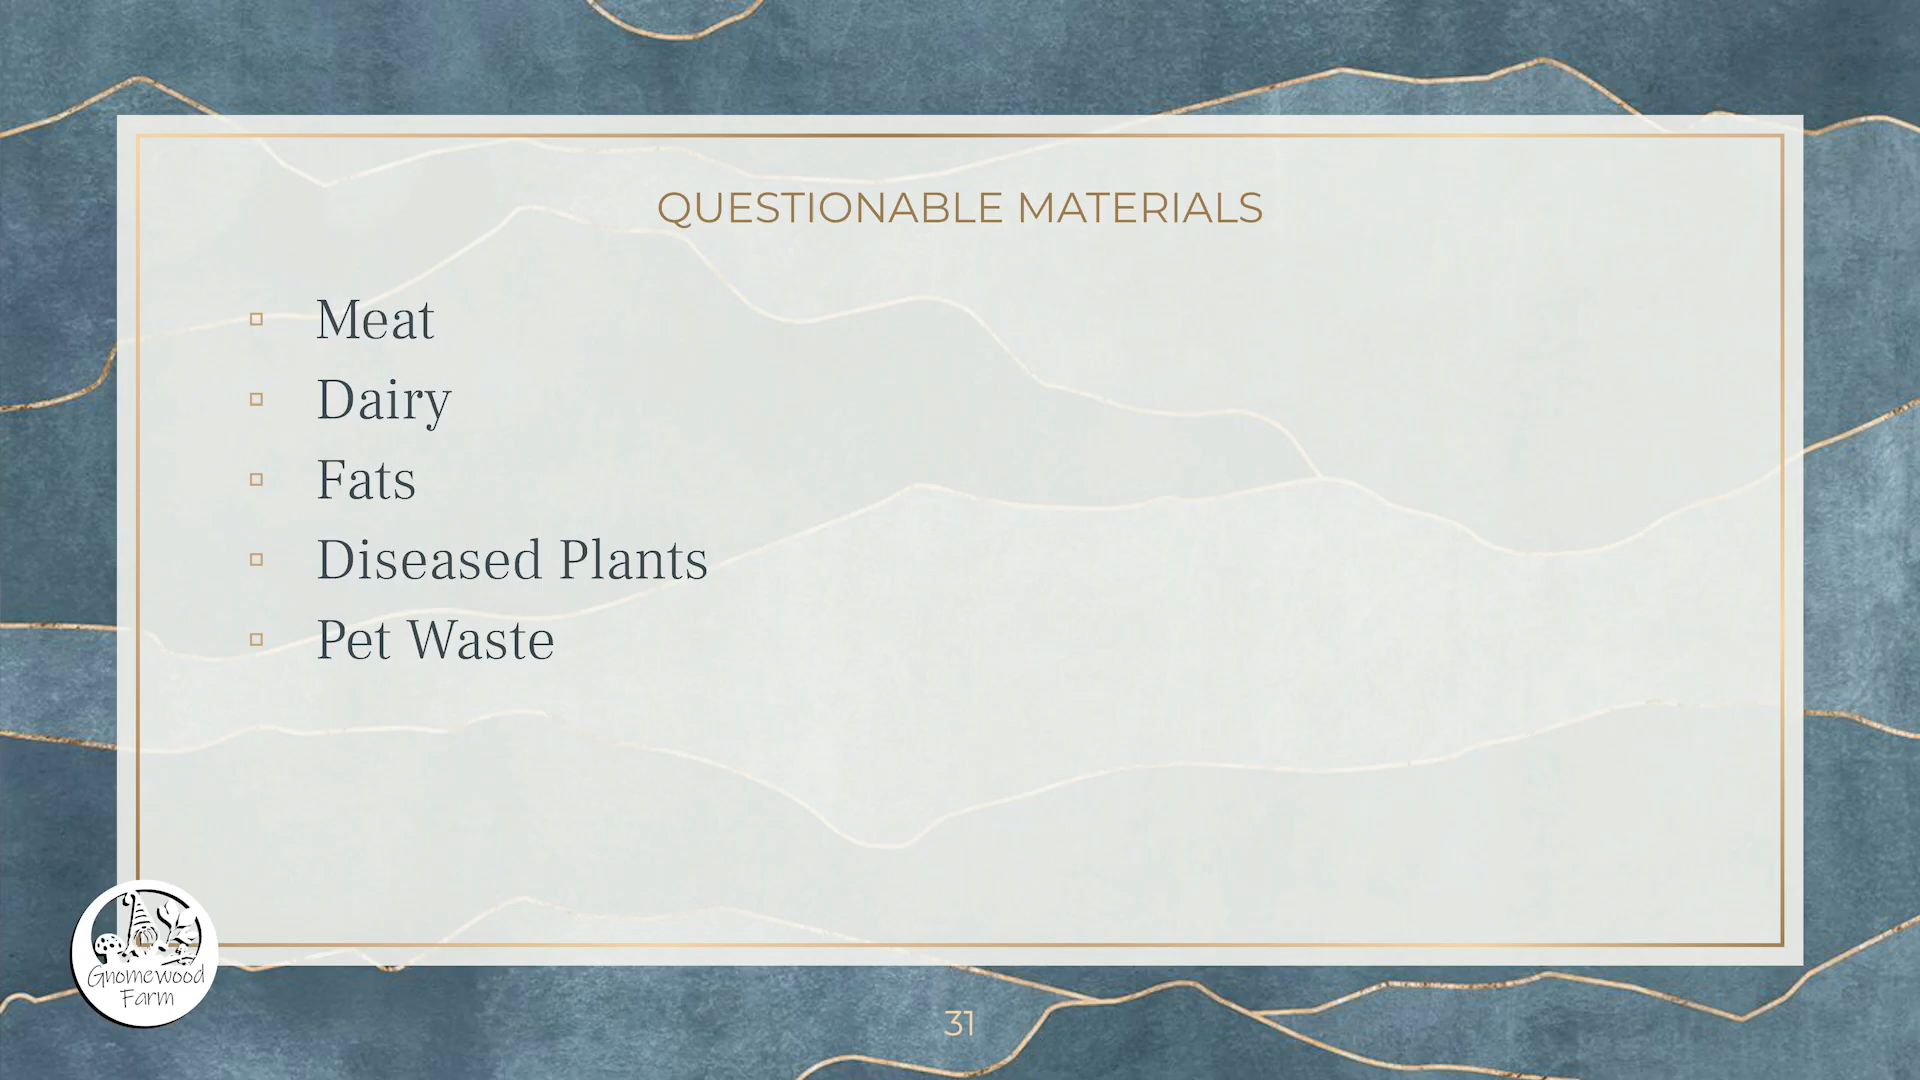 QUESTIONABLE MATERIALS
Meat
Dairy
Fats
Diseased Plants
Pet Waste
Gnomewood
Farm
31